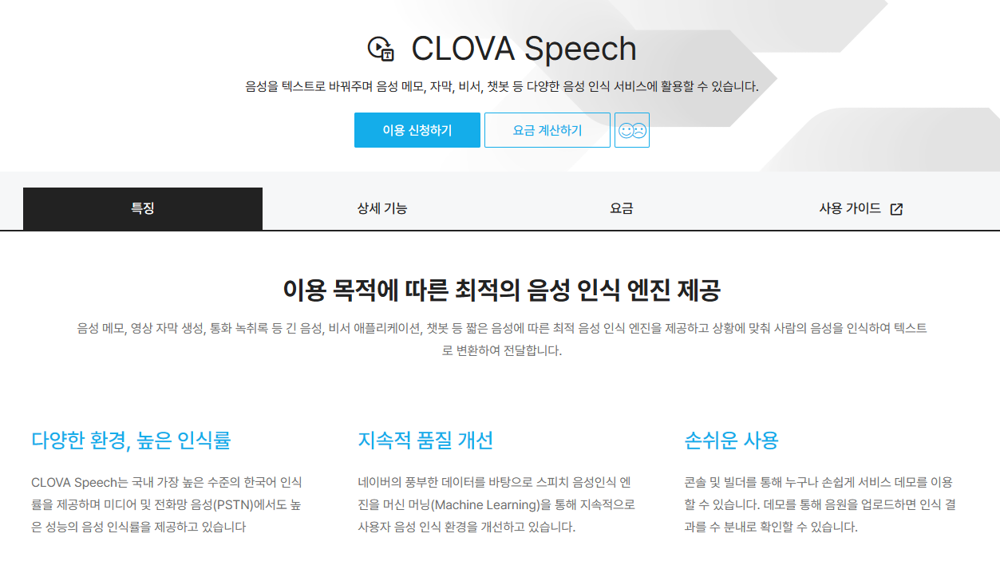 CLOVA Speech
음성을 텍스트로 바꿔주며 음성 메모, 자막, 비서, 챗봇 등 다양한 음성 인식 서비스에 활용할 수 있습니다.
이용 신청하기
요금 계산하기
특징
상세 기능
요금
사용 가이드
이용 목적에 따른 최적의 음성 인식 엔진 제공
음성 메모, 영상 자막 생성, 통화 녹취록 등 긴 음성, 비서 애플리케이션, 챗봇 등 짧은 음성에 따른 최적 음성 인식 엔진을 제공하고 상황에 맞춰 사람의 음성을 인식하여 텍스트
로 변환하여 전달합니다.
다양한 환경, 높은 인식률
CLOVA Speech는 국내 가장 높은 수준의 한국어 인식
률을 제공하며 미디어 및 전화망 음성(PSTN)에서도 높
은 성능의 음성 인식률을 제공하고 있습니다
지속적 품질 개선
네이버의 풍부한 데이터를 바탕으로 스피치 음성인식 엔
진을 머신 머닝(Machine Learning)을 통해 지속적으로
사용자 음성 인식 환경을 개선하고 있습니다.
손쉬운 사용
콘솔 및 빌더를 통해 누구나 손쉽게 서비스 데모를 이용
할 수 있습니다. 데모를 통해 음원을 업로드하면 인식 결
과를 수 분내로 확인할 수 있습니다.